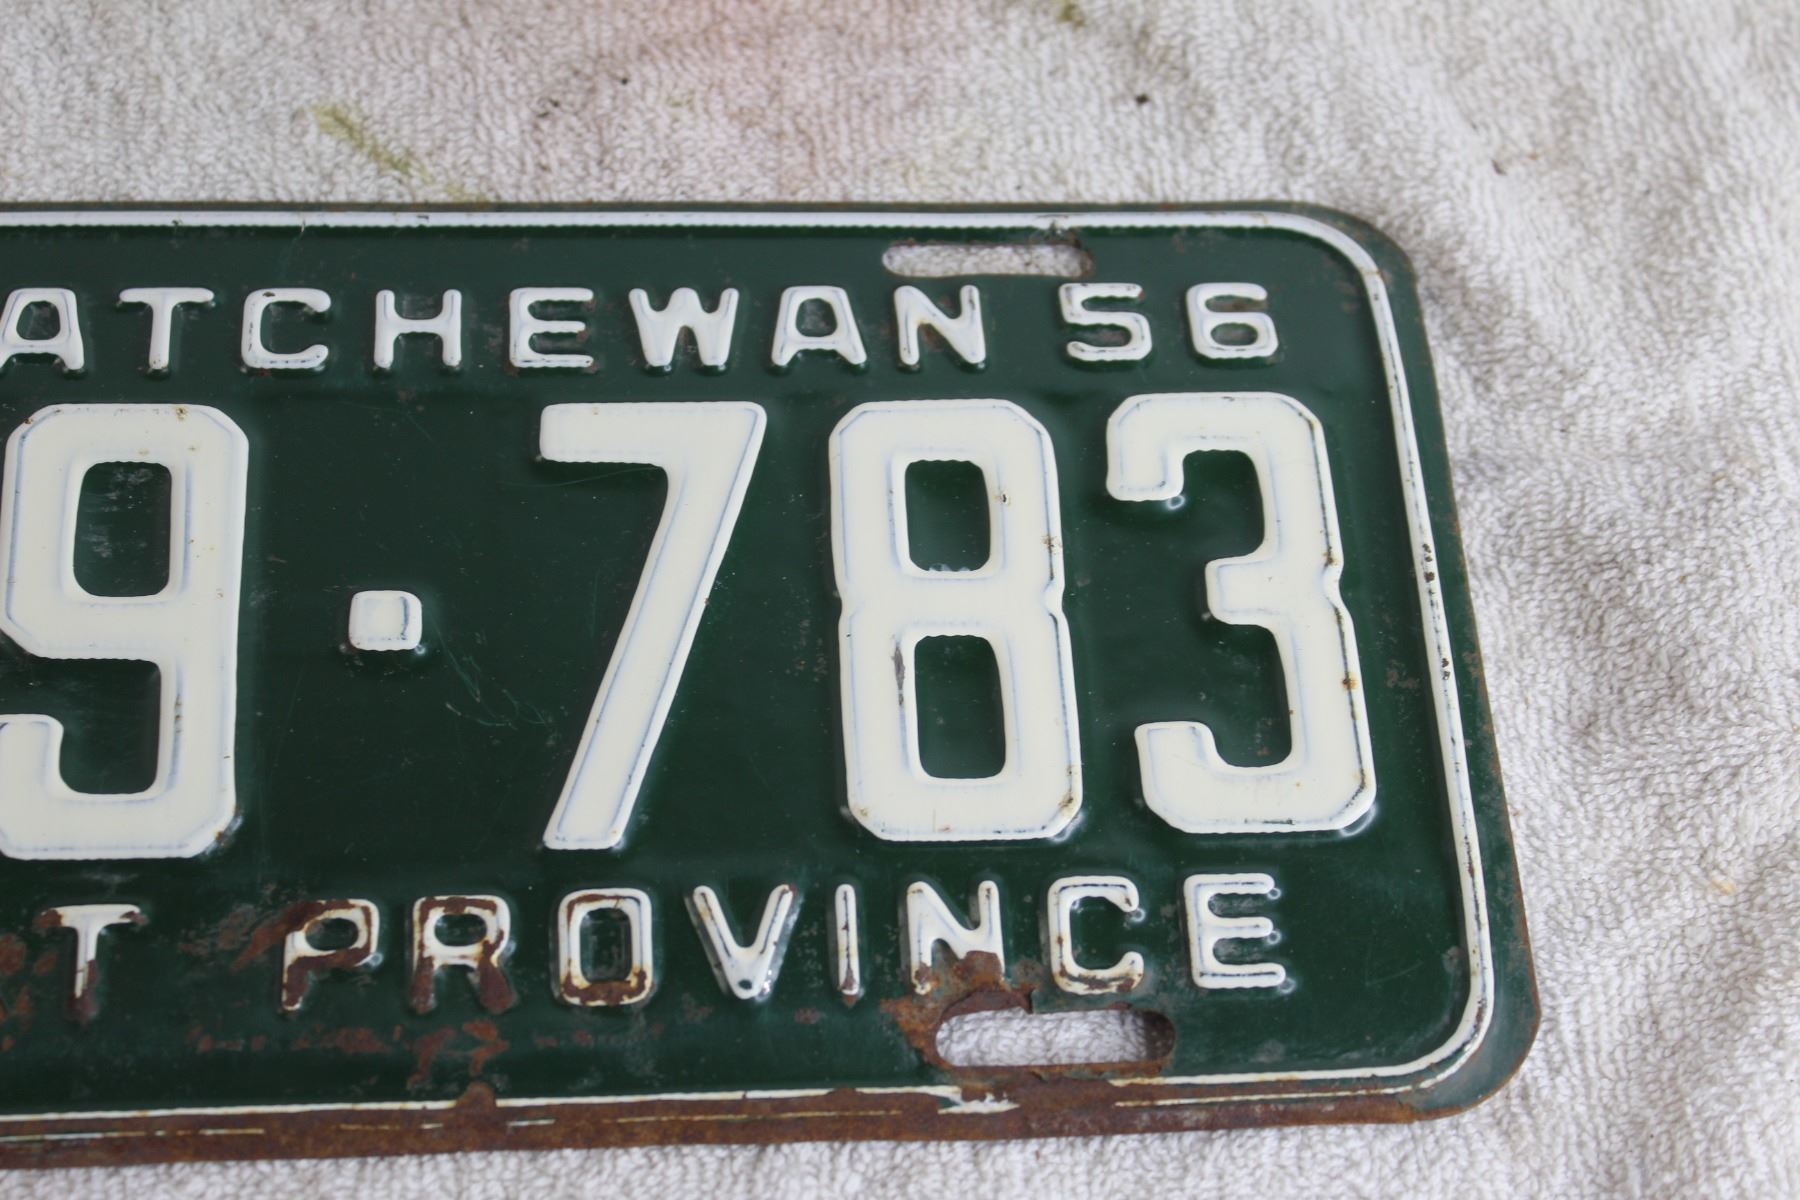 ATCHEWAN 56
9·783
T PROVINCE